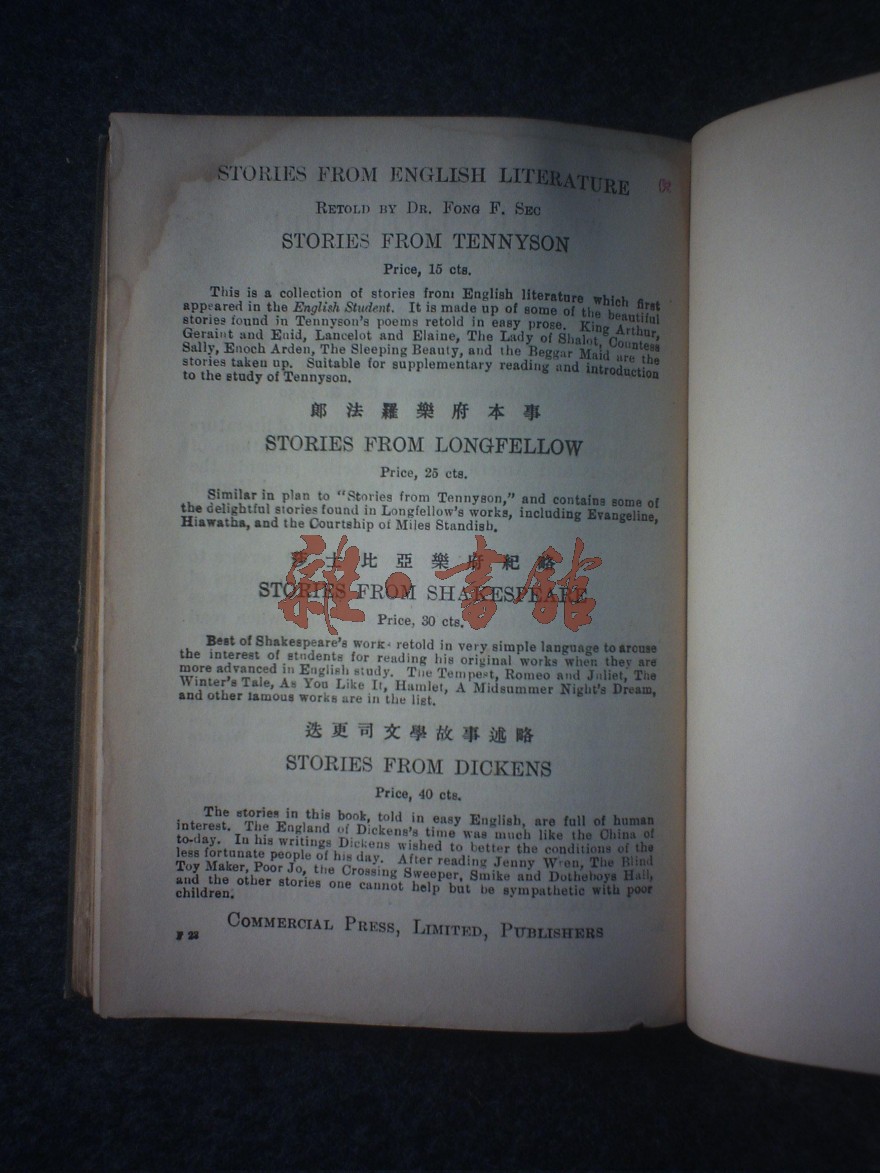 STORIES FROM ENGLISH LITERATURE
RETOLD BY DR. FONG F. SEC
STORIES FROM TENNYSON
Price, 15 cts.
This is a collection of stories from English literature which first
appeared in the English Student. It is made up of some of the beautiful
stories found in Tennyson's poems retold in easy prose. King Arthur,
Geraint and Enid, Lancelot and Elaine, The Lady of Shalot, Countess
Sally, Enoch Arden, The Sleeping Beauty, and the Beggar Maid are the
stories taken up. Suitable for supplementary reading and introduction
to the study of Tennyson.
郎法羅樂府本事
STORIES FROM LONGFELLOW
Price, 25 cts.
Similar in plan to "Stories from Tennyson," and contains some of
the delightful stories found in Longfellow's works, including Evangeline,
Hiawatha, and the Courtship of Miles Standish.
莎士比亞樂府紀略
STORIES FROM SHAKESPEARE
Price, 30 cts.
Best of Shakespeare's work retold in very simple language to arouse
the interest of students for reading his original works when they are
more advanced in English study. The Tempest, Romeo and Juliet, The
Winter's Tale, As You Like It, Hamlet, A Midsummer Night's Dream,
and other famous works are in the list.
迭更司文學故事述略
STORIES FROM DICKENS
Price, 40 cts.
The stories in this book, told in easy English, are full of human
interest. The England of Dickens's time was much like the China of
to-day. In his writings Dickens wished to better the conditions of the
less fortunate people of his day. After reading Jenny Wren, The Blind
Toy Maker, Poor Jo, the Crossing Sweeper, Smike and Dotheboys Hall,
and the other stories one cannot help but be sympathetic with poor
children.
COMMERCIAL PRESS, LIMITED, PUBLISHERS
F 23
雜·書館